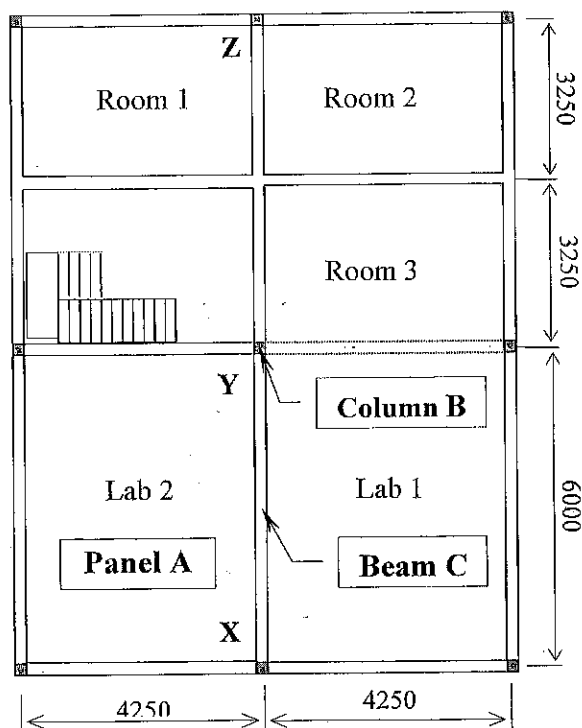 Z
Room 1
Room 2
3250
Room 3
3250
Y
Column B
Lab 2
Lab 1
6000
Panel A
Beam C
X
4250
4250